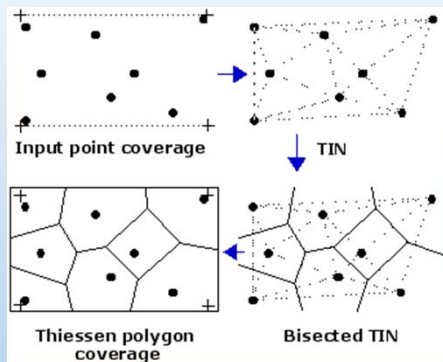 Input point coverage
TIN
Thiessen polygon
coverage
Bisected TIN